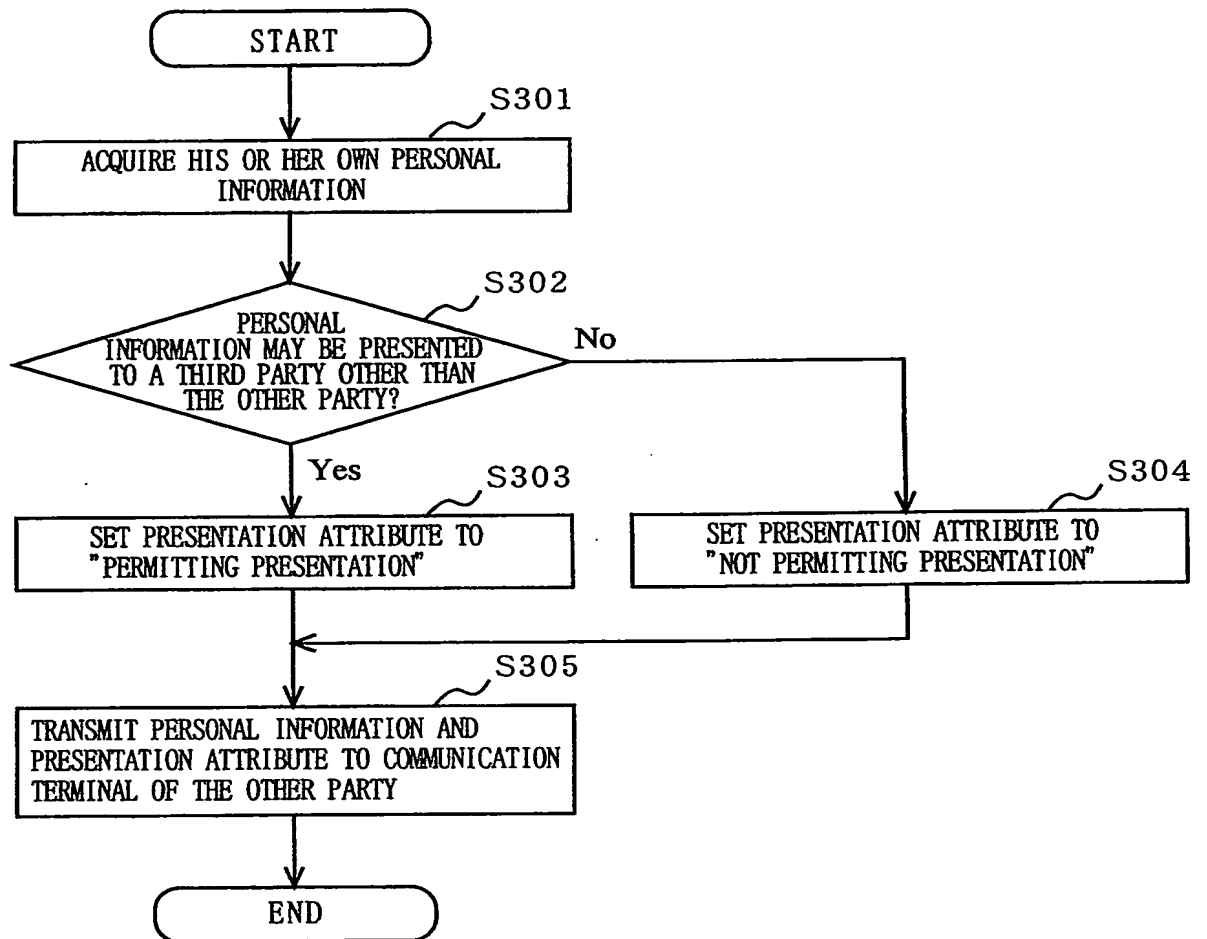 START
S301
ACQUIRE HIS OR HER OWN PERSONAL
INFORMATION
S302
PERSONAL
INFORMATION MAY BE PRESENTED
TO A THIRD PARTY OTHER THAN
THE OTHER PARTY?
No
Yes
S303
SET PRESENTATION ATTRIBUTE TO
"PERMITTING PRESENTATION"
S304
SET PRESENTATION ATTRIBUTE TO
"NOT PERMITTING PRESENTATION"
S305
TRANSMIT PERSONAL INFORMATION AND
PRESENTATION ATTRIBUTE TO COMMUNICATION
TERMINAL OF THE OTHER PARTY
END